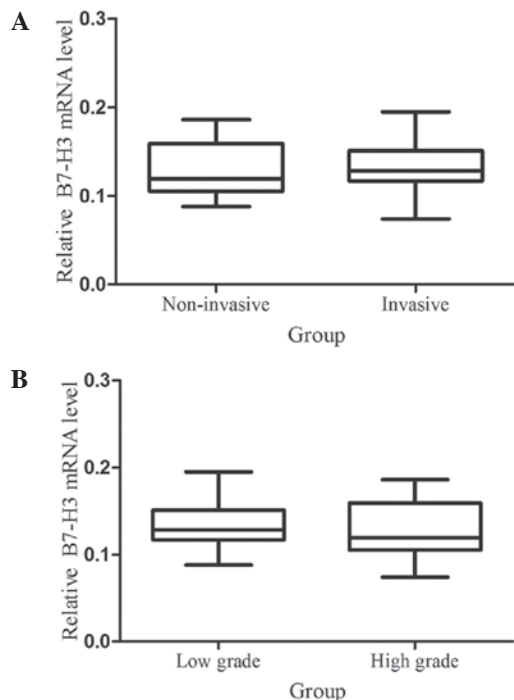 A
Relative B7-H3 mRNA level
0.3
0.2
0.1
0.0
Non-invasive Invasive
Group
B
Relative B7-H3 mRNA level
0.3
0.2
0.1
0.0
Low grade High grade
Group